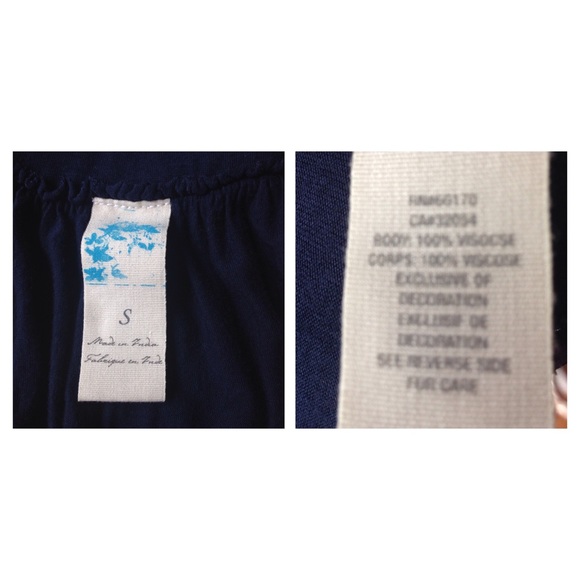 S
Made in India
Fabriqué en Inde
RN#60170
CA#32054
BODY: 100% VISCOSE
CORPS: 100% VISCOSE
EXCLUSIVE OF
DECORATION
EXCLUSIF DE
DECORATION
SEE REVERSE SIDE
FOR CARE